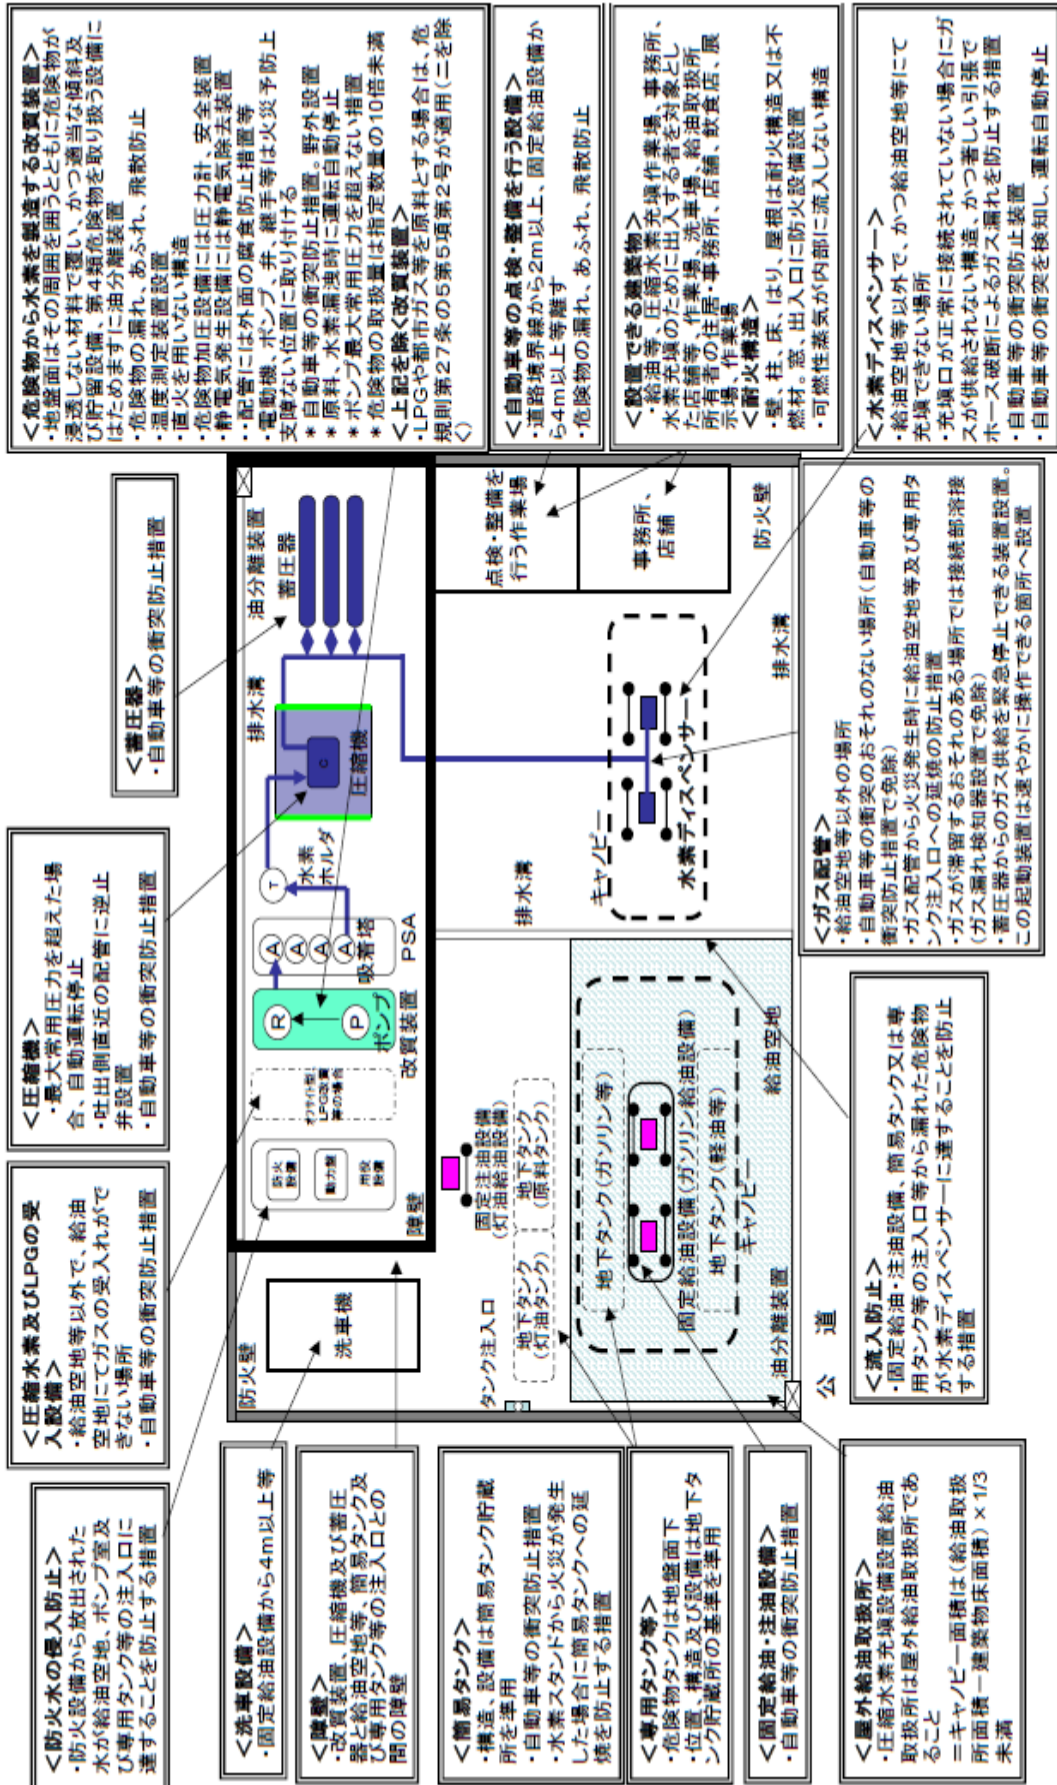 <防火水の侵入防止>
・防火設備から放出された
水が給油空地、ポンプ室及
び専用タンク等の注入口に
達することを防止する措置
<圧縮水素及びLPGの受
入設備>
・給油空地等以外で、給油
空地にてガスの受入れがで
きない場所
・自動車等の衝突防止措置
<圧縮機>
・最大常用圧力を超えた場
合、自動運転停止
・吐出側直近の配管に逆止
弁設置
・自動車等の衝突防止措置
<蓄圧器>
・自動車等の衝突防止措置
<危険物から水素を製造する改質装置>
・地盤面はその周囲を囲うとともに危険物が
浸透しない材料で覆い、かつ適当な傾斜及
び貯留設備、第4類危険物を取り扱う設備に
はためますに油分離装置
・危険物の漏れ、あふれ、飛散防止
・温度測定装置設置
・直火を用いない構造
・危険物加圧設備には圧力計、安全装置
・静電気発生設備には静電気除去装置
・配管には外面の腐食防止措置等
・電動機、ポンプ、弁、継手等は火災予防上
支障ない位置に取り付ける
*自動車等の衝突防止措置。野外設置
*原料、水素漏洩時に運転自動停止
*ポンプ最大常用圧力を超えない措置
*危険物の取扱量は指定数量の10倍未満
<上記を除く改質装置>
・LPGや都市ガス等を原料とする場合は、危
規則第27条の5第5項第2号が適用(ニを除
く)
<洗車設備>
・固定給油設備から4m以上等
<障壁>
・改質装置、圧縮機及び蓄圧
器と給油空地等、簡易タンク及
び専用タンク等の注入口との
間の障壁
<簡易タンク>
・構造、設備は簡易タンク貯蔵
所を準用
・自動車等の衝突防止措置
・水素スタンドから火災が発生
した場合に簡易タンクへの延
焼を防止する措置
<専用タンク等>
・危険物タンクは地盤面下
・位置、構造及び設備は地下タ
ンク貯蔵所の基準を準用
<固定給油・注油設備>
・自動車等の衝突防止措置
<屋外給油取扱所>
・圧縮水素充填設備設置給油
取扱所は屋外給油取扱所であ
ること
=キャノピー面積は(給油取扱
所面積ー建築物床面積)×1/3
未満
防火壁
洗車機
障壁
防火
設備
動力盤
用役
設備
オフサイト型
LPG改質
等の場合
R
P
ポンプ
改質装置
A
A
A
A
A
吸着塔
PSA
T
水素
ホルダ
C
圧縮機
排水溝
油分離装置
蓄圧器
タンク注入口
固定注油設備
(灯油給油設備)
地下タンク
(灯油タンク)
地下タンク
(原料タンク)
地下タンク(ガソリン等)
固定給油設備(ガソリン給油設備)
地下タンク(軽油等)
キャノピー
給油空地
油分離装置
公 道
排水溝
キャノピー
水素ディスペンサー
排水溝
点検・整備を
行う作業場
事務所、
店舗
防火壁
<自動車等の点検・整備を行う設備>
・道路境界線から2m以上、固定給油設備か
ら4m以上等離す
・危険物の漏れ、あふれ、飛散防止
<設置できる建築物>
・給油等、圧縮水素充填作業場、事務所、
水素充填のために出入する者を対象とし
た店舗等、作業場、洗車場、給油取扱所
所有者の住居・事務所、店舗、飲食店、展
示場、作業場
<耐火構造>
・壁、柱、床、はり、屋根は耐火構造又は不
燃材。窓、出入口に防火設備設置
・可燃性蒸気が内部に流入しない構造
<水素ディスペンサー>
・給油空地等以外で、かつ給油空地等にて
充填できない場所
・充填口が正常に接続されていない場合にガ
スが供給されない構造、かつ著しい引張で
ホース破断によるガス漏れを防止する措置
・自動車等の衝突防止装置
・自動車等の衝突を検知し、運転自動停止
<流入防止>
・固定給油・注油設備、簡易タンク又は専
用タンク等の注入口等から漏れた危険物
が水素ディスペンサーに達することを防止
する措置
<ガス配管>
・給油空地等以外の場所
・自動車等の衝突のおそれのない場所(自動車等の
衝突防止措置で免除)
・ガス配管から火災発生時に給油空地等及び専用タ
ンク注入口への延焼の防止措置
・ガスが滞留するおそれのある場所では接続部溶接
(ガス漏れ検知器設置で免除)
・蓄圧器からのガス供給を緊急停止できる装置設置。
この起動装置は速やかに操作できる箇所へ設置